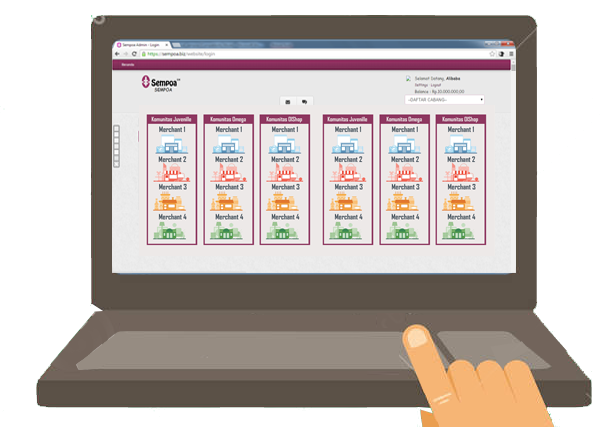 Sempoa Admin - Login
https://sempoa.biz/website/login
Beranda
Sempoa
SEMPOA
Selamat Datang, Alibaba
Settings - Logout
Balance : Rp.10.000.000,00
-DAFTAR CABANG-
Komunitas Juvenille
Merchant 1
Merchant 2
Merchant 3
Merchant 4
Komunitas Omega
Merchant 1
Merchant 2
Merchant 3
Merchant 4
Komunitas OIShop
Merchant 1
Merchant 2
Merchant 3
Merchant 4
Komunitas Juvenille
Merchant 1
Merchant 2
Merchant 3
Merchant 4
Komunitas Omega
Merchant 1
Merchant 2
Merchant 3
Merchant 4
Komunitas OIShop
Merchant 1
Merchant 2
Merchant 3
Merchant 4